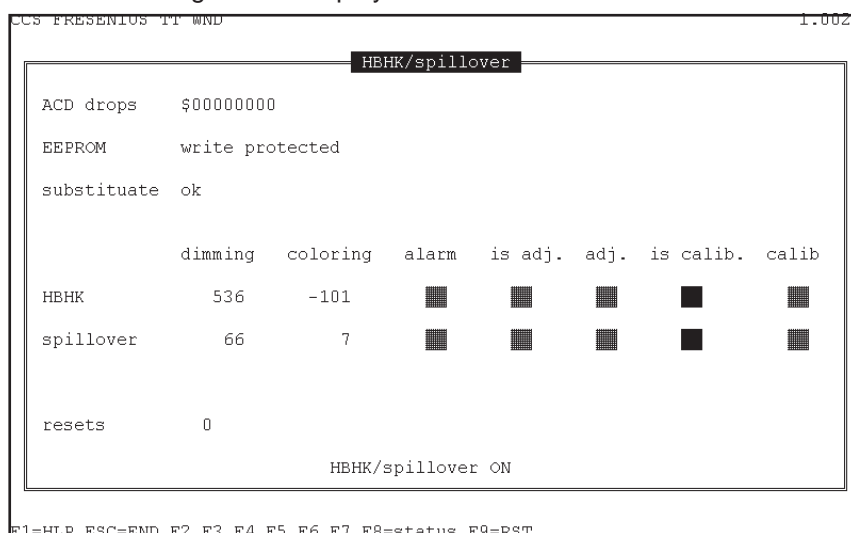 CCS FRESENIUS TT WND 1.00Z
HBHK/spillover
ACD drops $00000000
EEPROM write protected
substituate ok
dimming coloring alarm is adj. adj. is calib. calib
HBHK 536 -101
spillover 66 7
resets 0
HBHK/spillover ON
F1=HLP ESC=END F2 F3 F4 F5 F6 F7 F8=status F9=RST